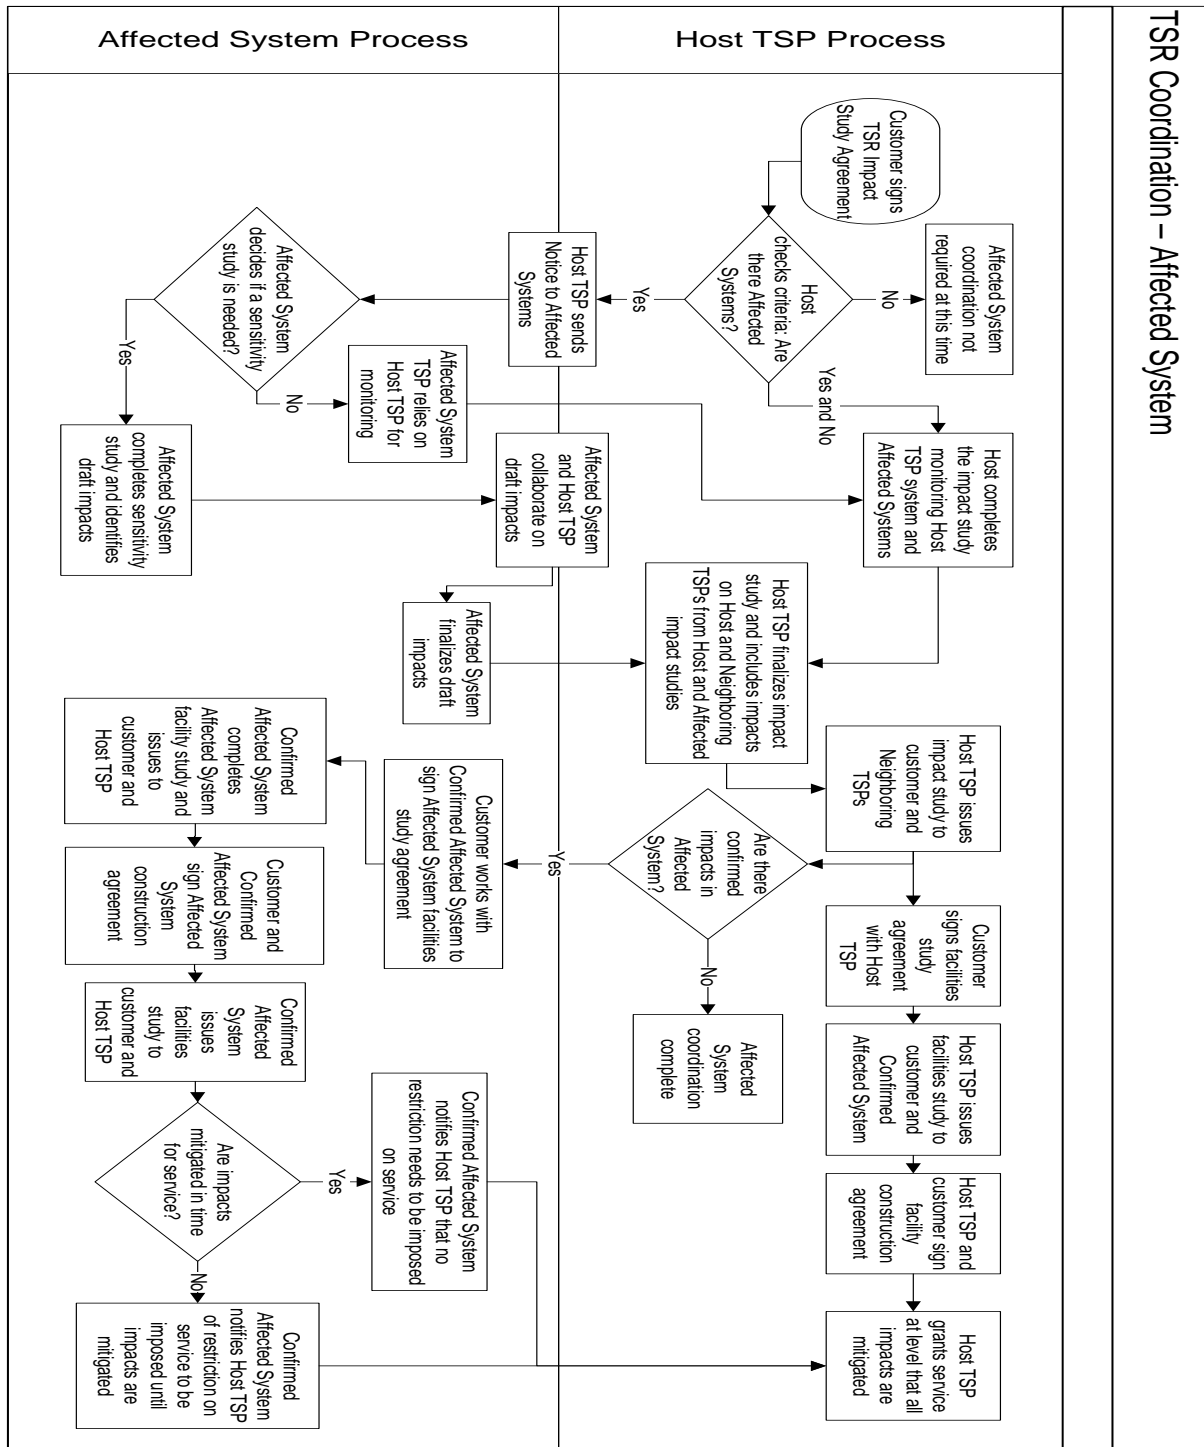 TSR Coordination – Affected System
Host TSP Process
Affected System Process
Customer signs
TSR Impact
Study Agreement
Affected System
coordination not
required at this time
No
Host
checks criteria: Are
there Affected
Systems?
Yes
Yes and No
Host TSP sends
Notice to Affected
Systems
Affected System
decides if a sensitivity
study is needed?
No
Yes
Affected System
TSP relies on
Host TSP for
monitoring
Affected System
completes sensitivity
study and identifies
draft impacts
Host completes
the impact study
monitoring Host
TSP system and
Affected Systems
Affected System
and Host TSP
collaborate on
draft impacts
Affected System
finalizes draft
impacts
Host TSP finalizes impact
study and includes impacts
on Host and Neighboring
TSPs from Host and Affected
impact studies
Host TSP issues
impact study to
customer and
Neighboring
TSPs
Are there
confirmed
impacts in
Affected
System?
Yes
No
Affected
System
coordination
complete
Customer
signs facilities
study
agreement
with Host
TSP
Host TSP issues
facilities study to
customer and
Confirmed
Affected System
Host TSP and
customer sign
facility
construction
agreement
Host TSP
grants service
at level that all
impacts are
mitigated
Customer works with
Confirmed Affected System to
sign Affected System facilities
study agreement
Confirmed
Affected System
completes
Affected System
facility study and
issues to
customer and
Host TSP
Customer and
Confirmed
Affected System
sign Affected
System
construction
agreement
Confirmed
Affected
System
issues
facilities
study to
customer and
Host TSP
Are impacts
mitigated in time
for service?
Yes
No
Confirmed Affected System
notifies Host TSP that no
restriction needs to be imposed
on service
Confirmed
Affected System
notifies Host TSP
of restriction on
service to be
imposed until
impacts are
mitigated